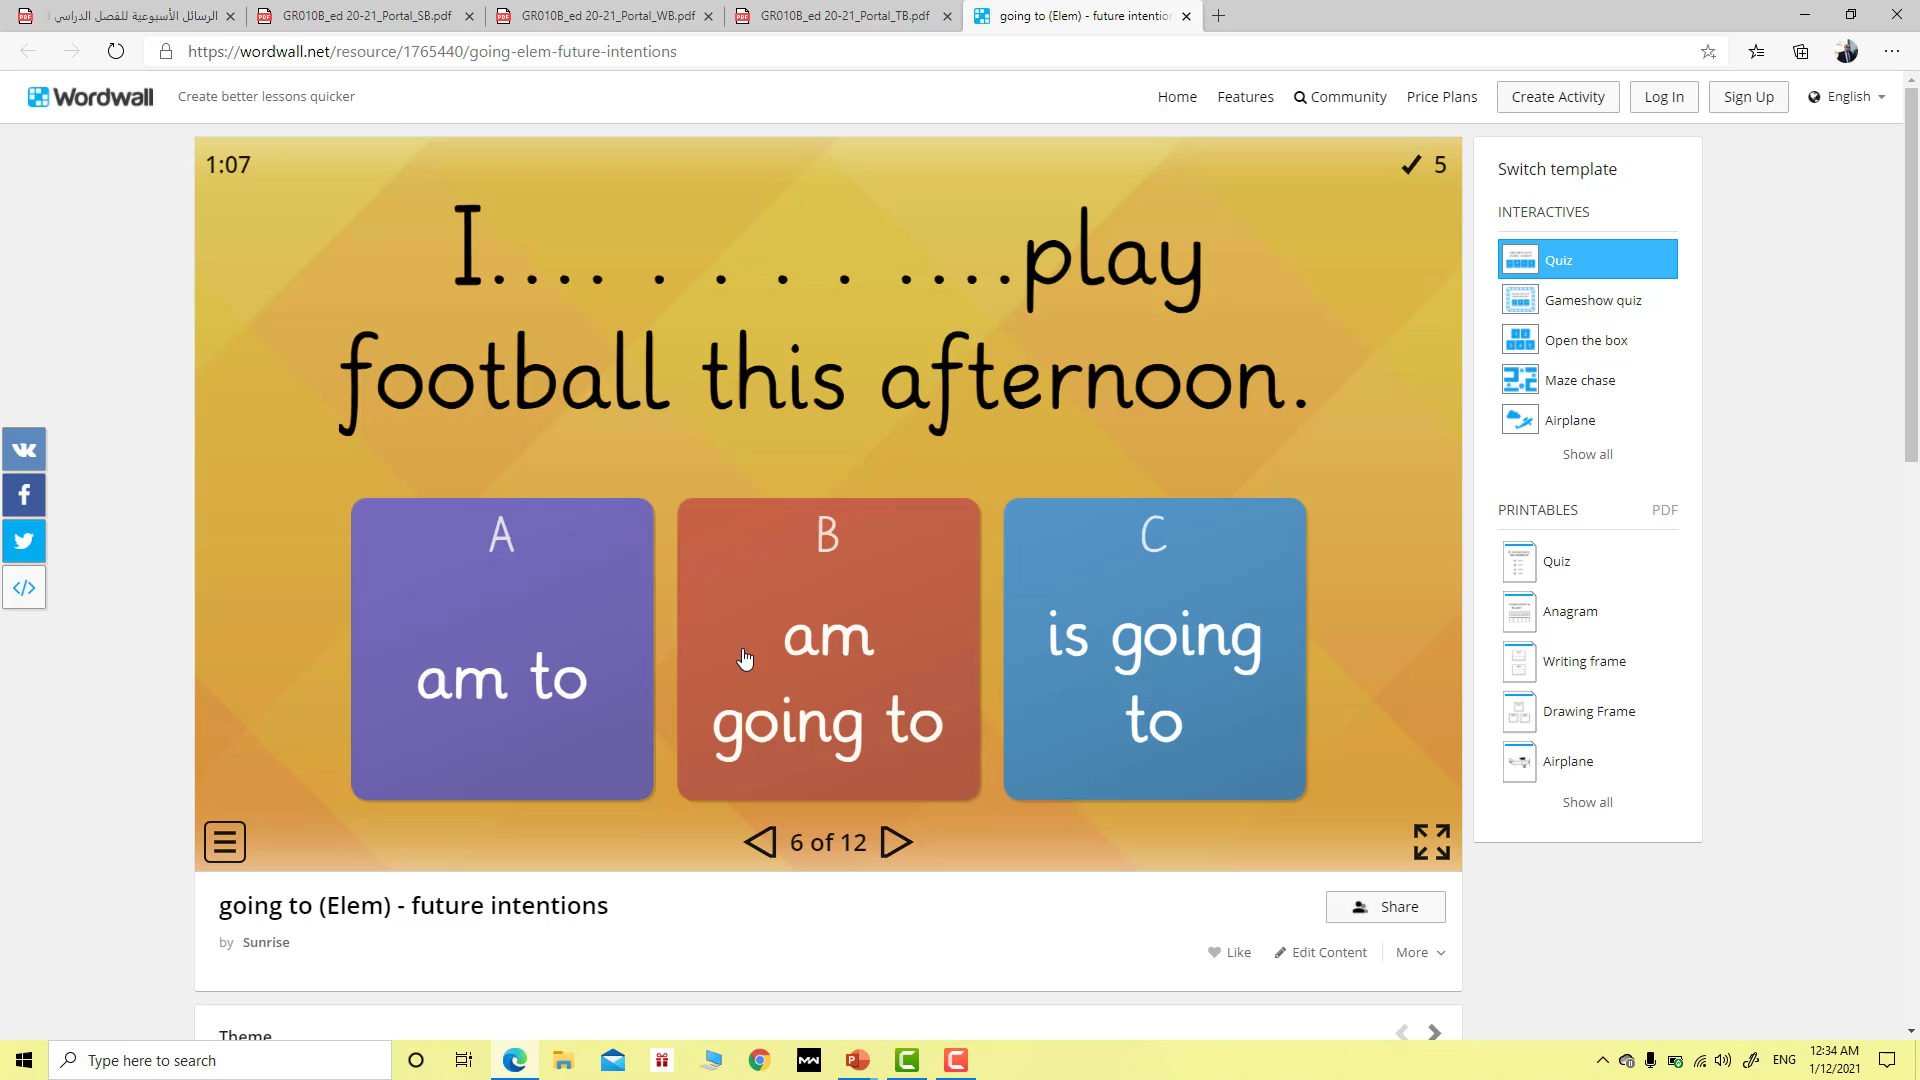 الرسائل الأسبوعية للفصل الدراسي ا
GR010B_ed 20-21_Portal_SB.pdf
GR010B_ed 20-21_Portal_WB.pdf
GR010B_ed 20-21_Portal_TB.pdf
going to (Elem) - future intention
https://wordwall.net/resource/1765440/going-elem-future-intentions
Wordwall
Create better lessons quicker
Home
Features
Community
Price Plans
Create Activity
Log In
Sign Up
English
1:07
5
I.... . . . . ....play
football this afternoon.
A
am to
B
am
going to
C
is going
to
6 of 12
Switch template
INTERACTIVES
Quiz
Gameshow quiz
Open the box
Maze chase
Airplane
Show all
PRINTABLES
PDF
Quiz
Anagram
Writing frame
Drawing Frame
Airplane
Show all
going to (Elem) - future intentions
by Sunrise
Share
Like
Edit Content
More
Theme
Type here to search
ENG
12:34 AM
1/12/2021